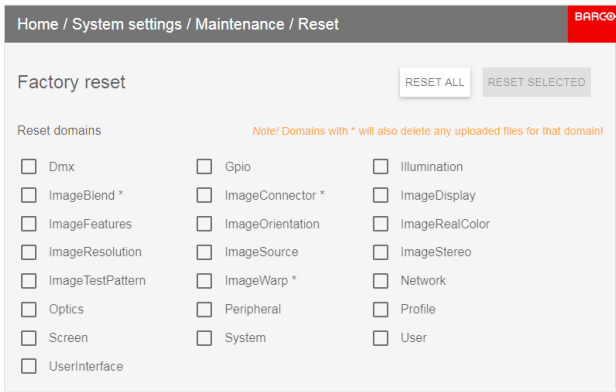 Home / System settings / Maintenance / Reset
BARCO
Factory reset
RESET ALL
RESET SELECTED
Reset domains
Note! Domains with * will also delete any uploaded files for that domain!
Dmx
Gpio
Illumination
ImageBlend *
ImageConnector *
ImageDisplay
ImageFeatures
ImageOrientation
ImageRealColor
ImageResolution
ImageSource
ImageStereo
ImageTestPattern
ImageWarp *
Network
Optics
Peripheral
Profile
Screen
System
User
UserInterface